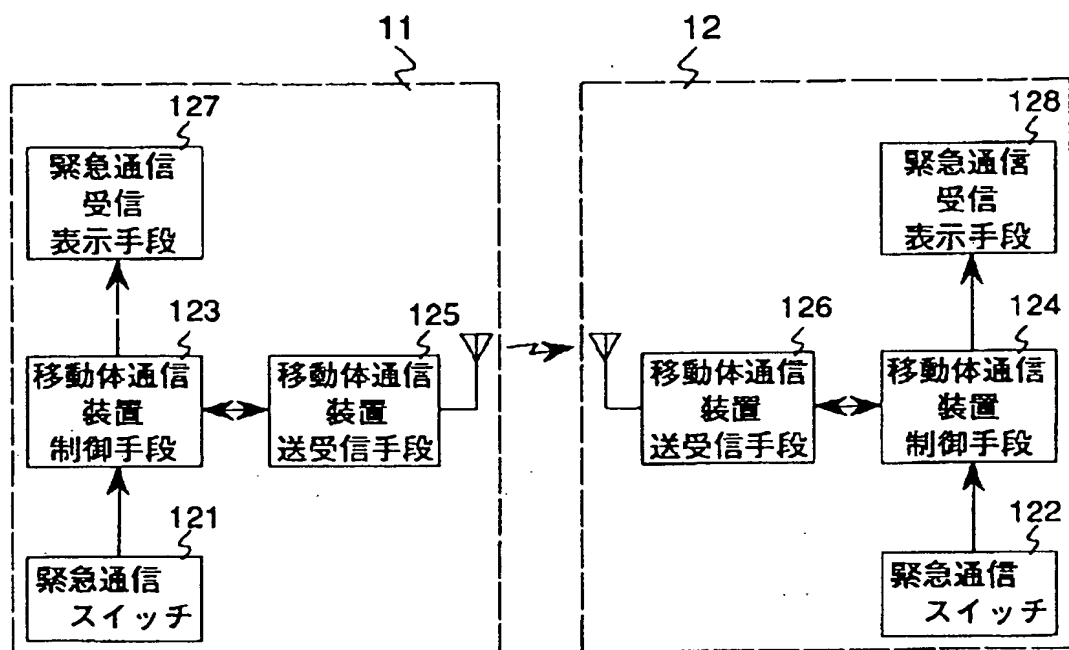 11
12
127
緊急通信
受信
表示手段
128
緊急通信
受信
表示手段
123
移動体通信
装置
制御手段
125
移動体通信
装置
送受信手段
126
移動体通信
装置
送受信手段
124
移動体通信
装置
制御手段
121
緊急通信
スイッチ
122
緊急通信
スイッチ